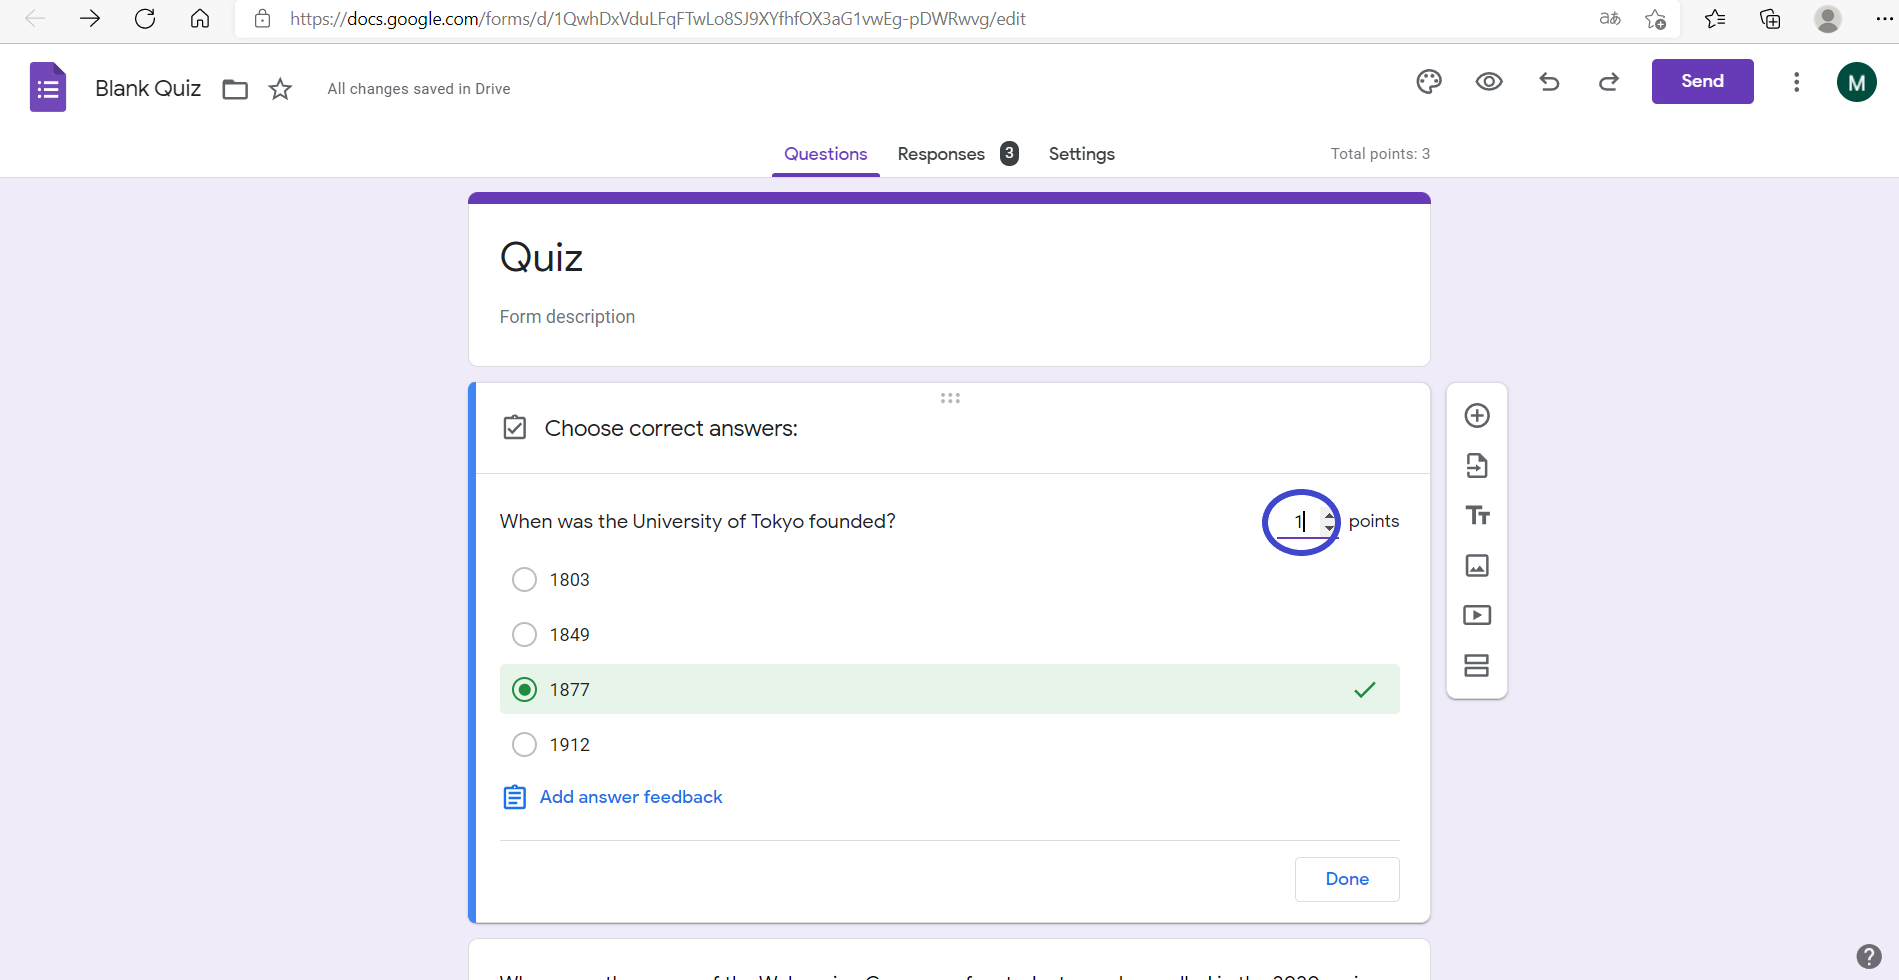 https://docs.google.com/forms/d/1QwhDxVduLFqFTwLo8SJ9XYfhfOX3aG1vwEg-pDWRwvg/edit
aあ
Blank Quiz
All changes saved in Drive
Send
M
Questions
Responses 3
Settings
Total points: 3
Quiz
Form description
Choose correct answers:
When was the University of Tokyo founded?
1 points
1803
1849
1877
1912
Add answer feedback
Done